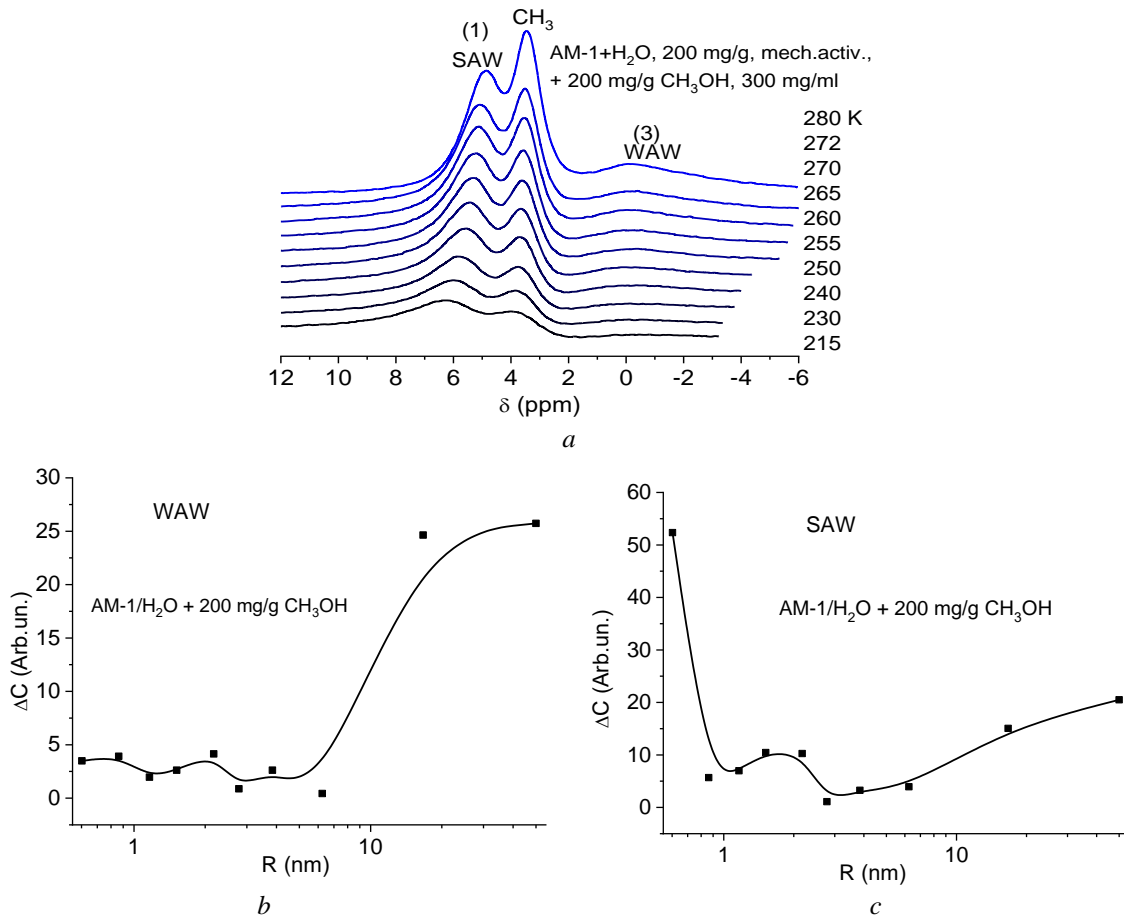 CH₃
(1)
SAW
AM-1+H₂O, 200 mg/g, mech.activ.,
+ 200 mg/g CH₃OH, 300 mg/ml
(3)
WAW
280 K
272
270
265
260
255
250
240
230
215
12 10 8 6 4 2 0 -2 -4 -6
δ (ppm)
a
30
25
20
15
10
5
0
ΔC (Arb.un.)
WAW
AM-1/H₂O + 200 mg/g CH₃OH
1 10
R (nm)
b
60
50
40
30
20
10
0
ΔC (Arb.un.)
SAW
AM-1/H₂O + 200 mg/g CH₃OH
1 10
R (nm)
c